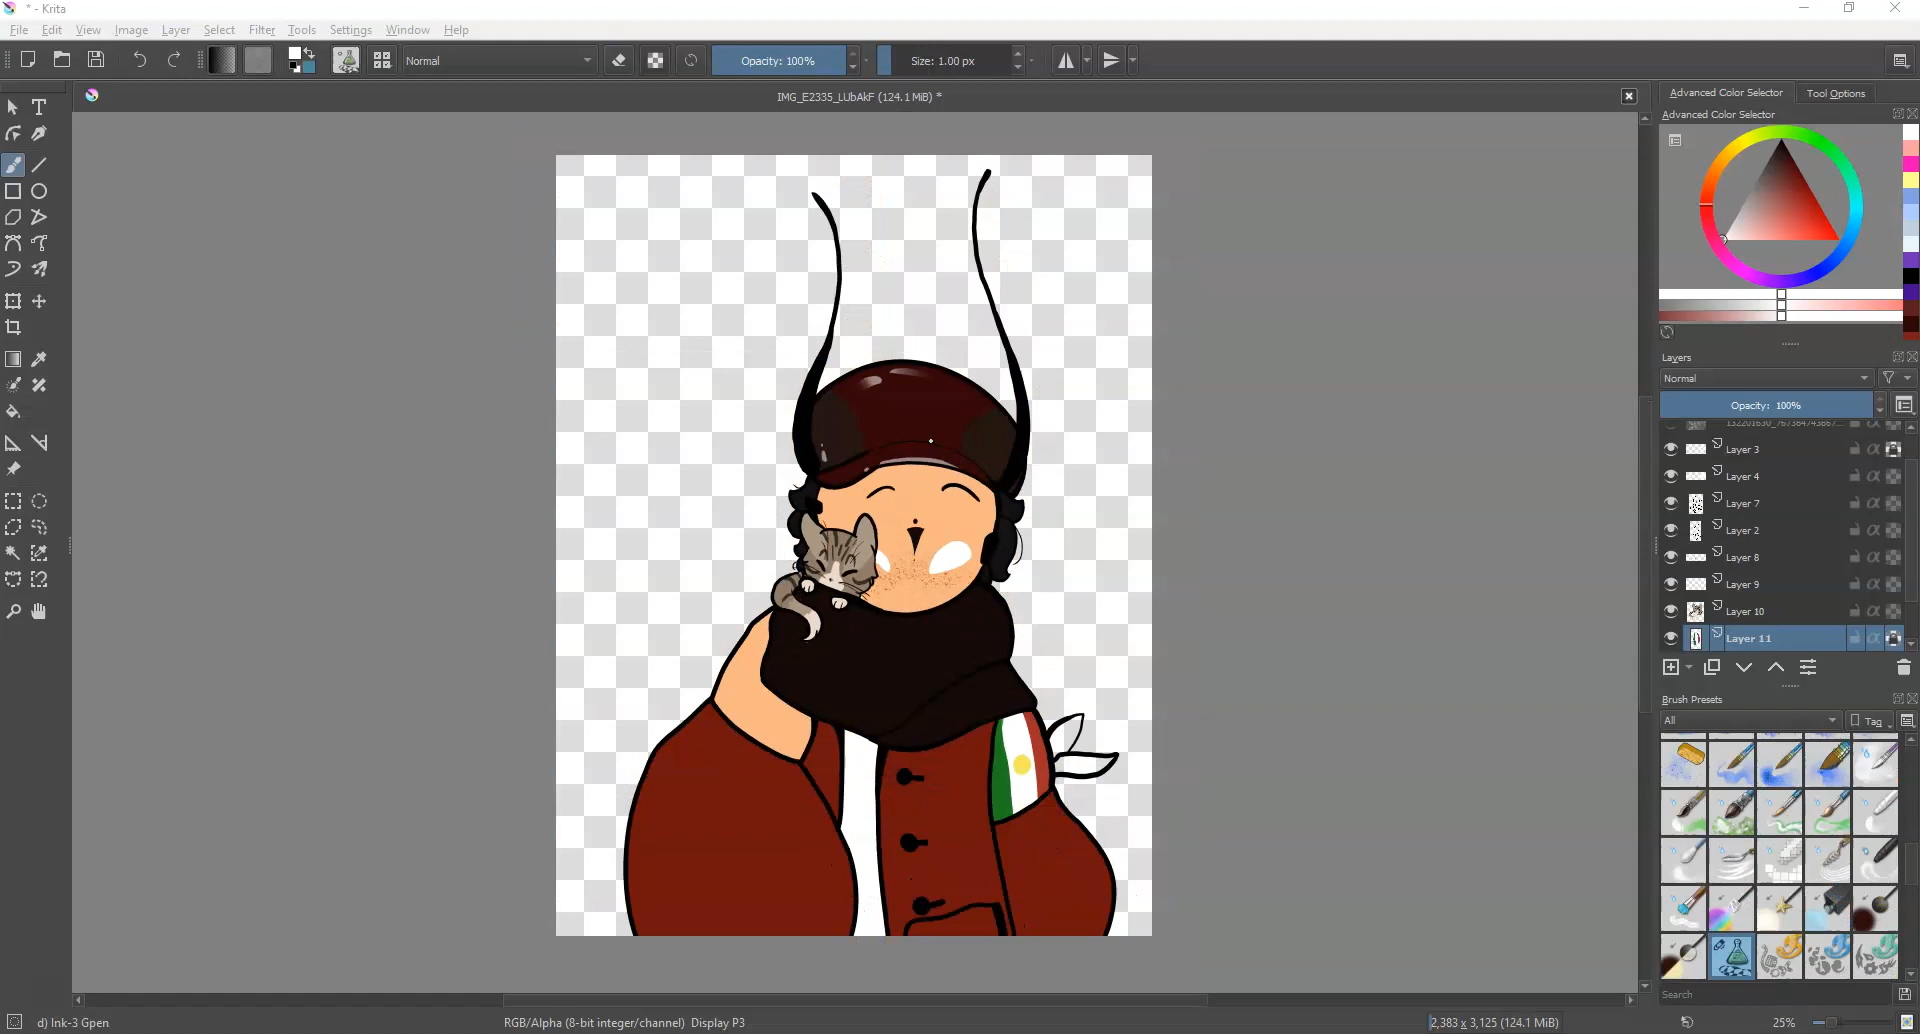 * - Krita
File Edit View Image Layer Select Filter Tools Settings Window Help
Normal
Opacity: 100%
Size: 1.00 px
IMG_E2335_LUbAkF (124.1 MiB) *
Advanced Color Selector
Tool Options
Advanced Color Selector
Layers
Normal
Opacity: 100%
Layer 3
Layer 4
Layer 7
Layer 2
Layer 8
Layer 9
Layer 10
Layer 11
Brush Presets
All
Tag
Search
d) Ink-3 Gpen
RGB/Alpha (8-bit integer/channel) Display P3
2,383 x 3,125 (124.1 MiB)
25%